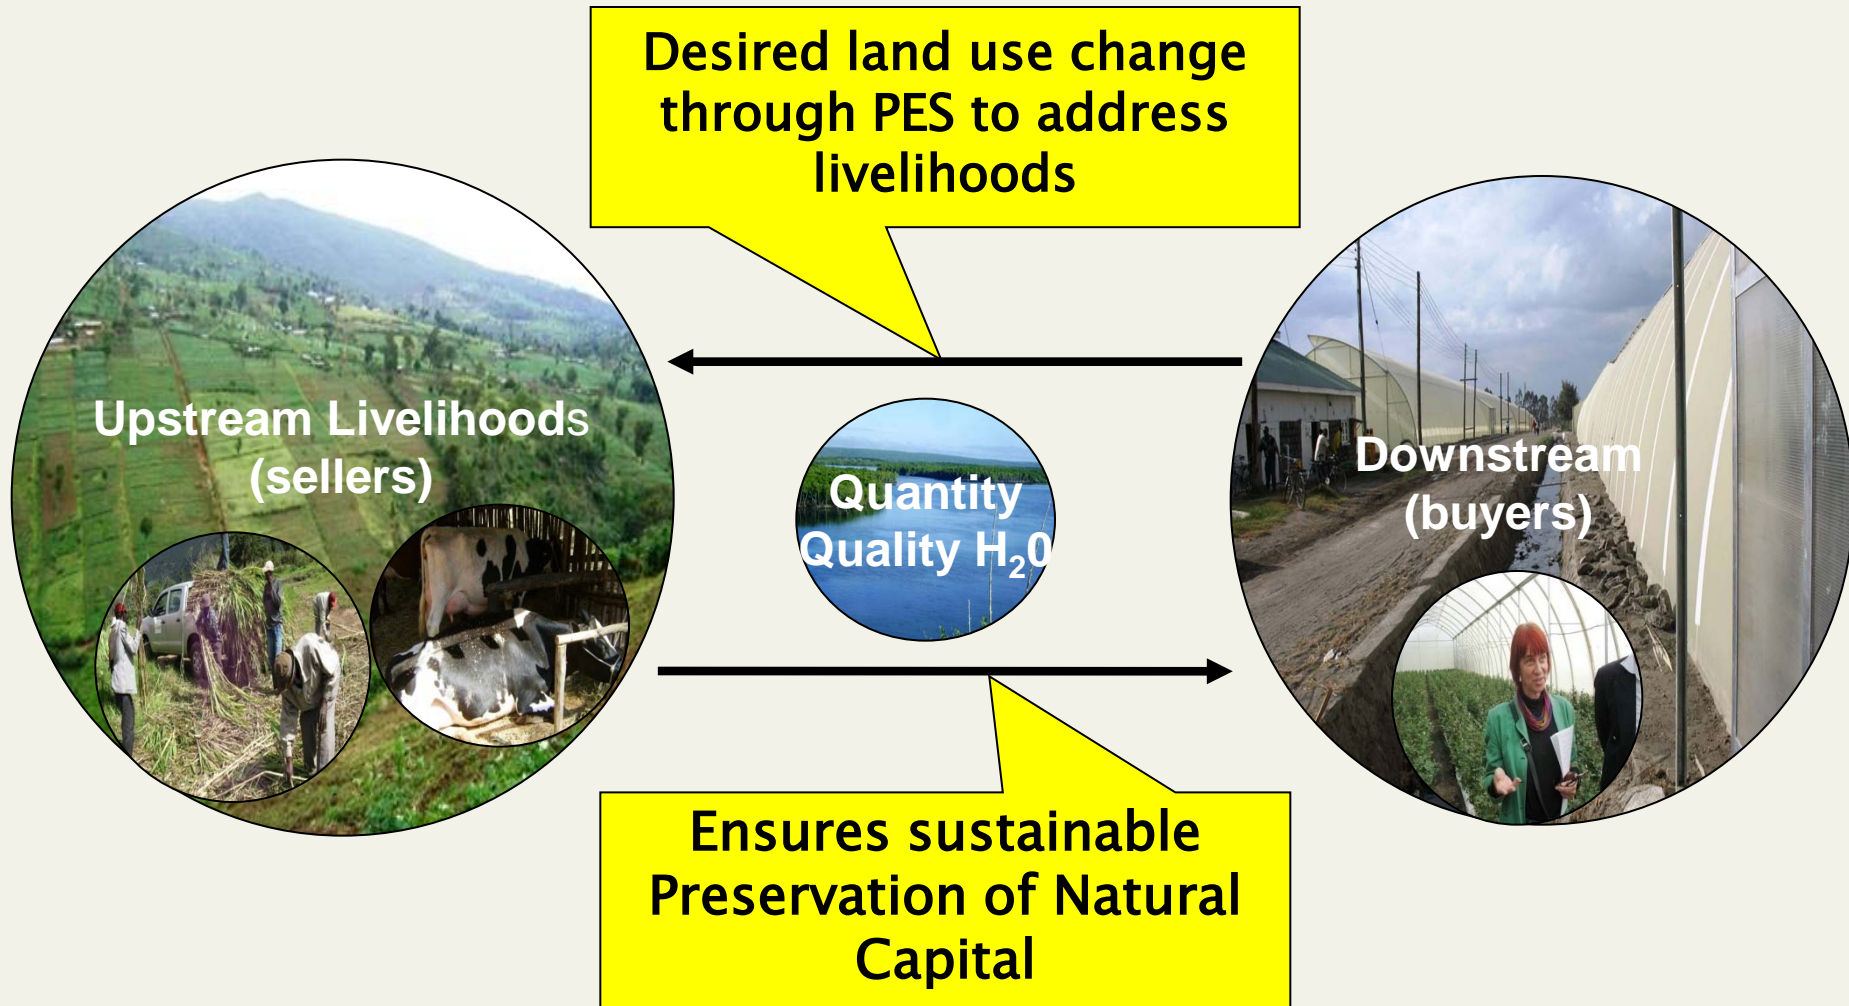 Desired land use change
through PES to address
livelihoods
Upstream Livelihoods
(sellers)
Quantity
Quality H₂0
Downstream
(buyers)
Ensures sustainable
Preservation of Natural
Capital